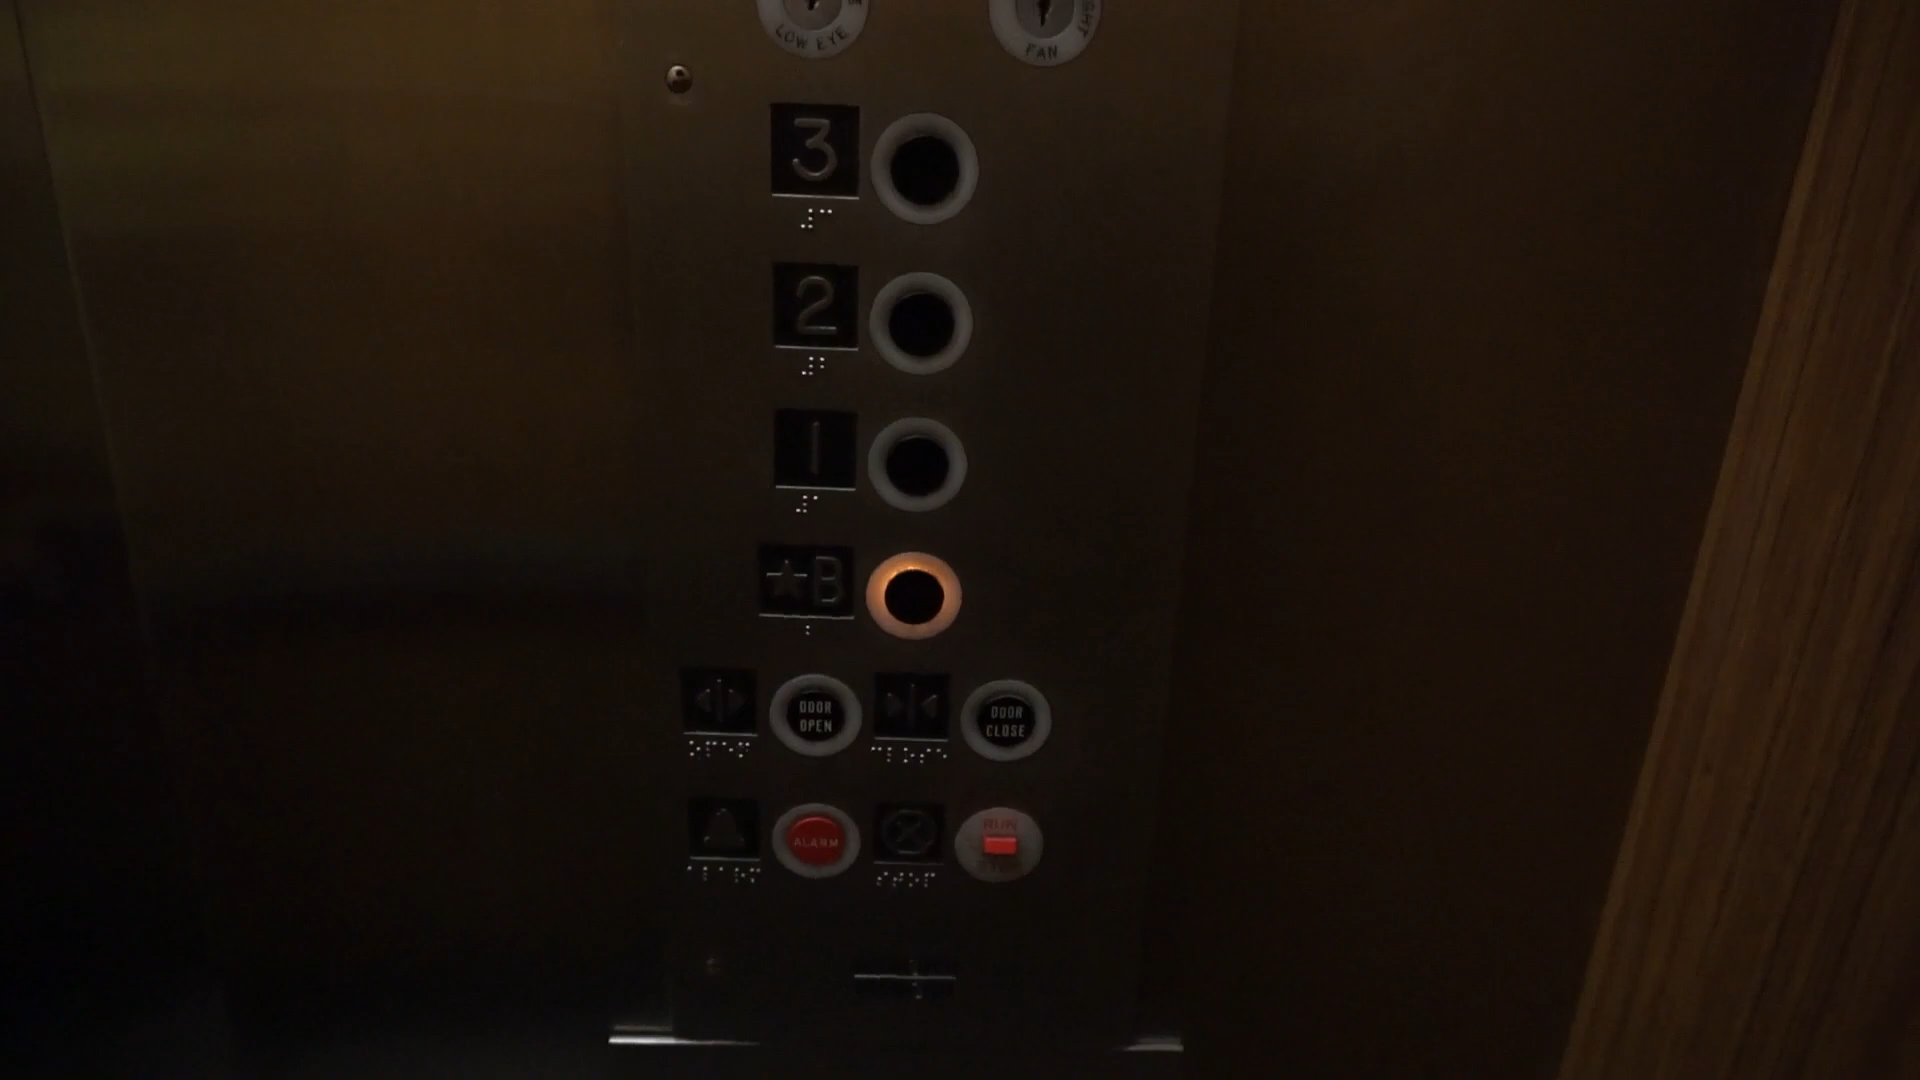 LOW EYE
FAN
3
2
1
★B
DOOR
OPEN
DOOR
CLOSE
ALARM
RUN